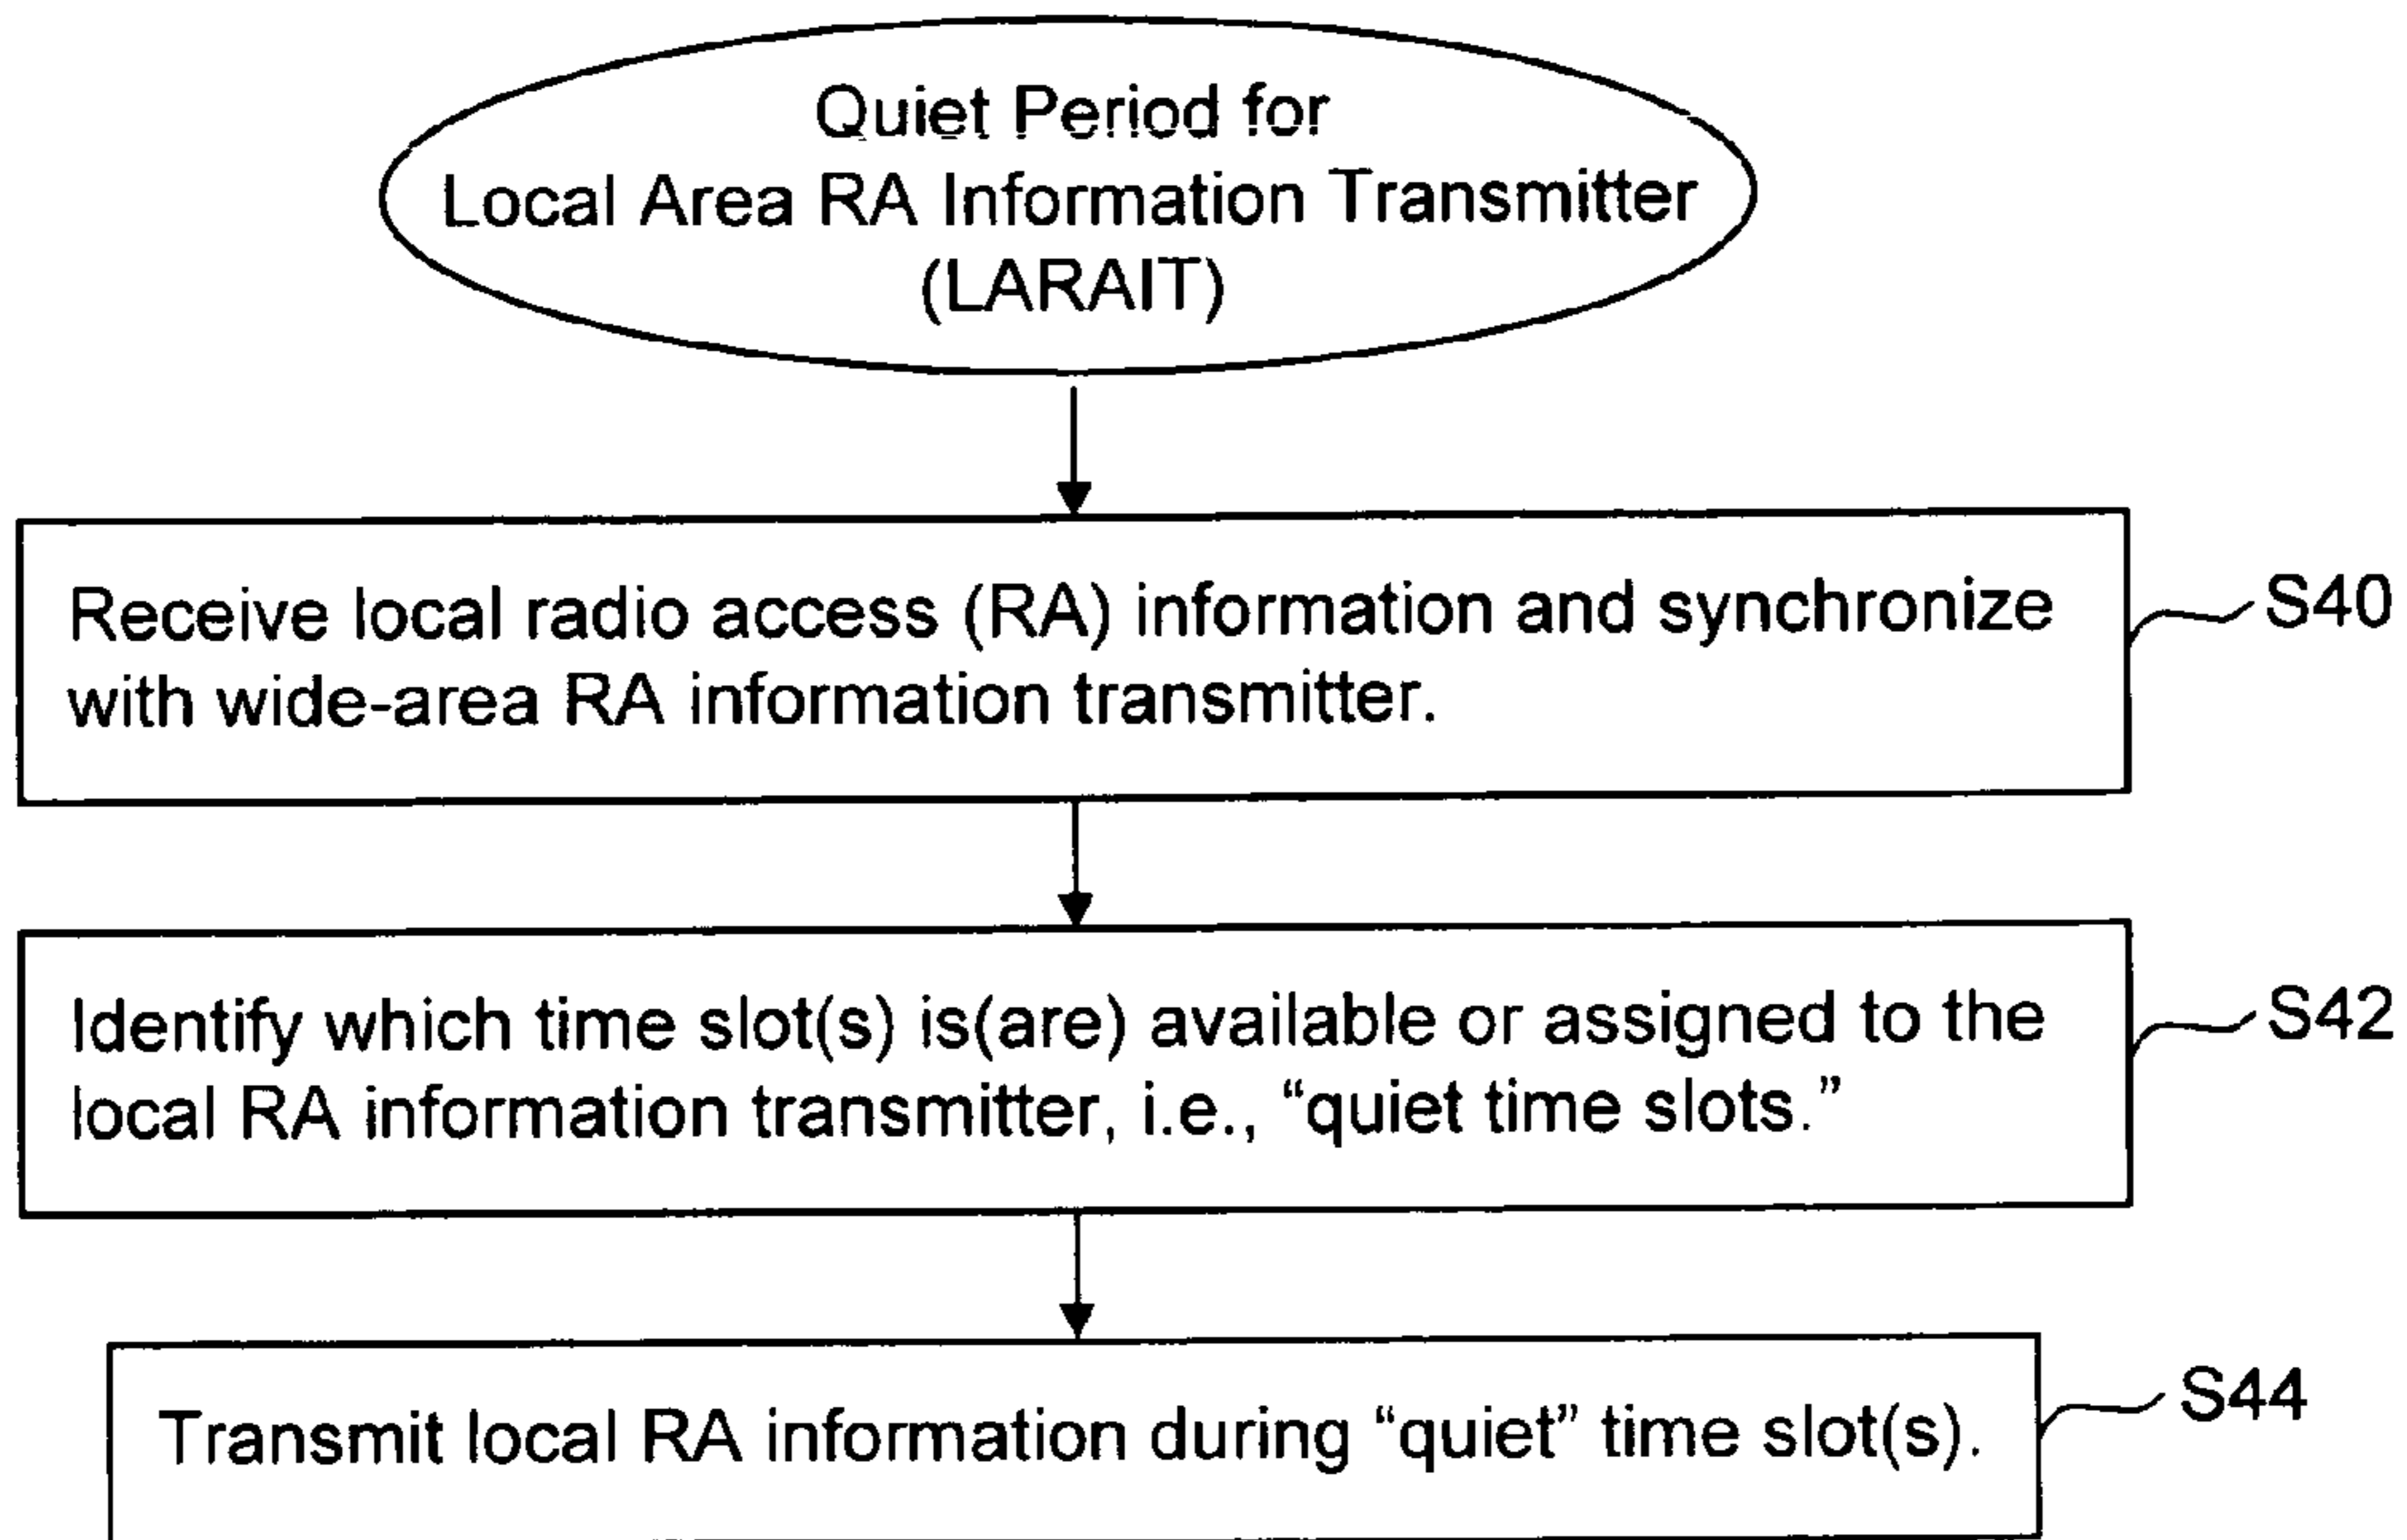 Quiet Period for
Local Area RA Information Transmitter
(LARAIT)
Receive local radio access (RA) information and synchronize
with wide-area RA information transmitter.
S40
Identify which time slot(s) is(are) available or assigned to the
local RA information transmitter, i.e., “quiet time slots.”
S42
Transmit local RA information during “quiet” time slot(s).
S44